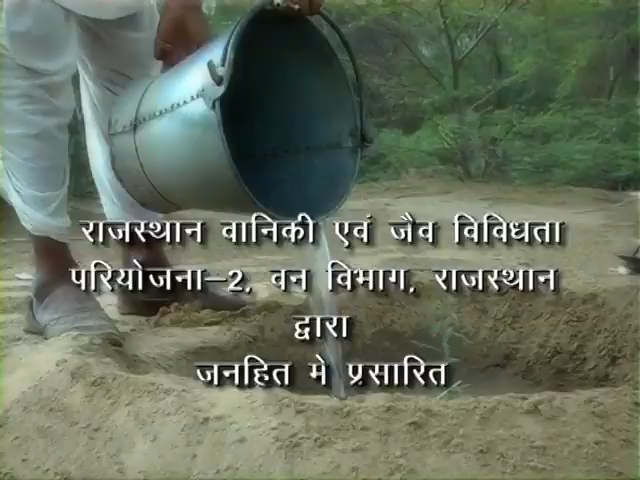 राजस्थान वानिकी एवं जैव विविधता
परियोजना–2, वन विभाग, राजस्थान
द्वारा
जनहित मे प्रसारित